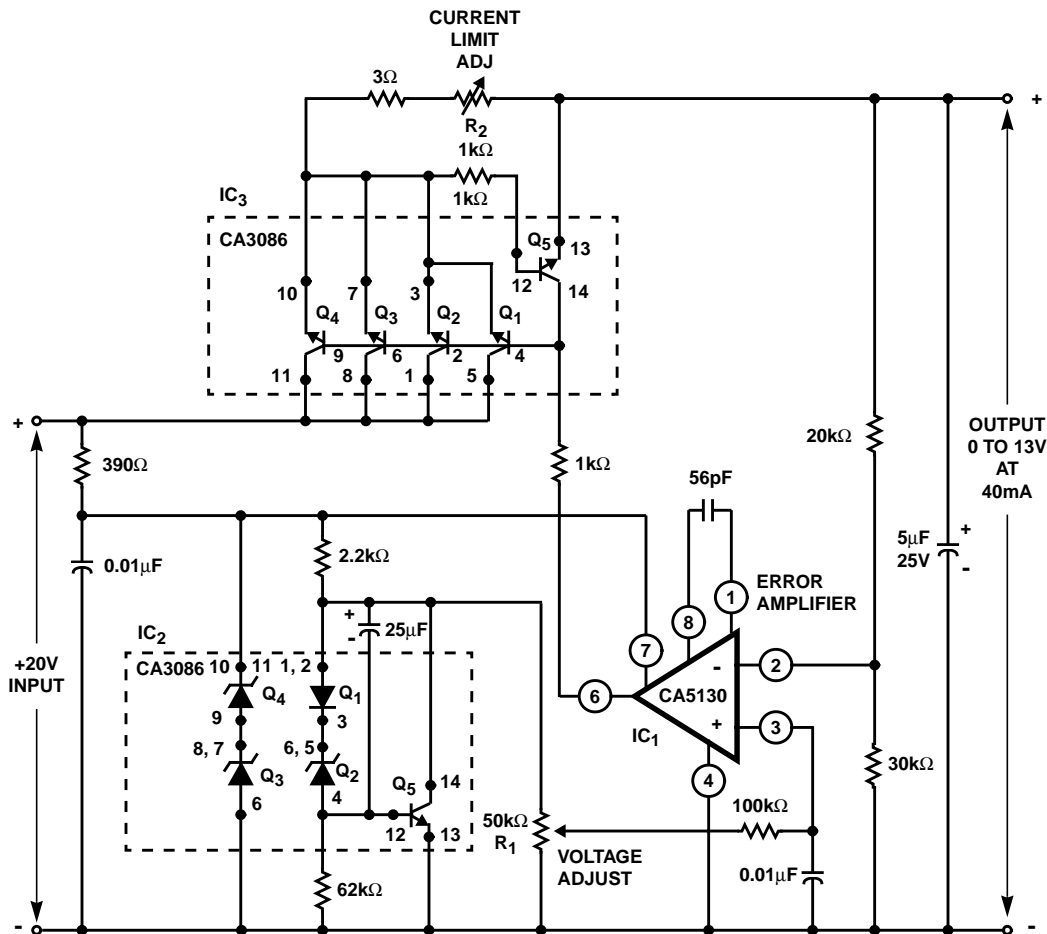 CURRENT
LIMIT
ADJ
3Ω
R2
1kΩ
1kΩ
+
IC3
CA3086
Q5
13
12
14
10
7
3
Q4
Q3
Q2
Q1
9
6
2
4
11
8
1
5
+
390Ω
1kΩ
20kΩ
OUTPUT
0 TO 13V
AT
40mA
56pF
0.01μF
2.2kΩ
5μF
25V
+
-
ERROR
AMPLIFIER
1
8
7
+
-
25μF
IC2
CA3086
+20V
INPUT
10
11
1, 2
Q4
Q1
9
3
8, 7
6, 5
Q3
Q2
6
4
Q5
14
12
13
6
-
2
CA5130
+
3
IC1
4
30kΩ
50kΩ
R1
100kΩ
VOLTAGE
ADJUST
62kΩ
0.01μF
-
-